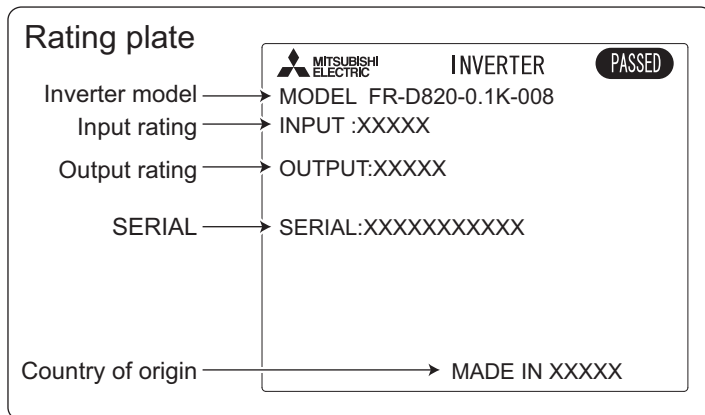 Rating plate
MITSUBISHI
ELECTRIC
INVERTER
PASSED
Inverter model
MODEL FR-D820-0.1K-008
Input rating
INPUT :XXXXX
Output rating
OUTPUT:XXXXX
SERIAL
SERIAL:XXXXXXXXXXX
Country of origin
MADE IN XXXXX